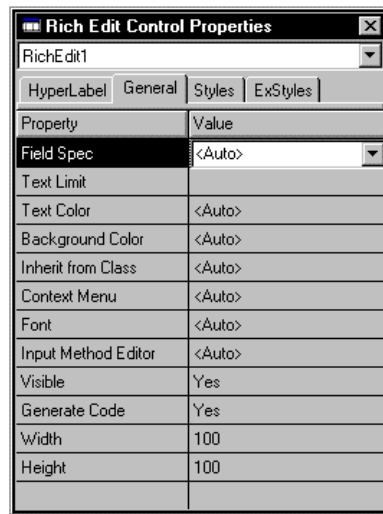 Rich Edit Control Properties
RichEdit1
HyperLabel General Styles ExStyles
Property Value
Field Spec <Auto>
Text Limit
Text Color <Auto>
Background Color <Auto>
Inherit from Class <Auto>
Context Menu <Auto>
Font <Auto>
Input Method Editor <Auto>
Visible Yes
Generate Code Yes
Width 100
Height 100